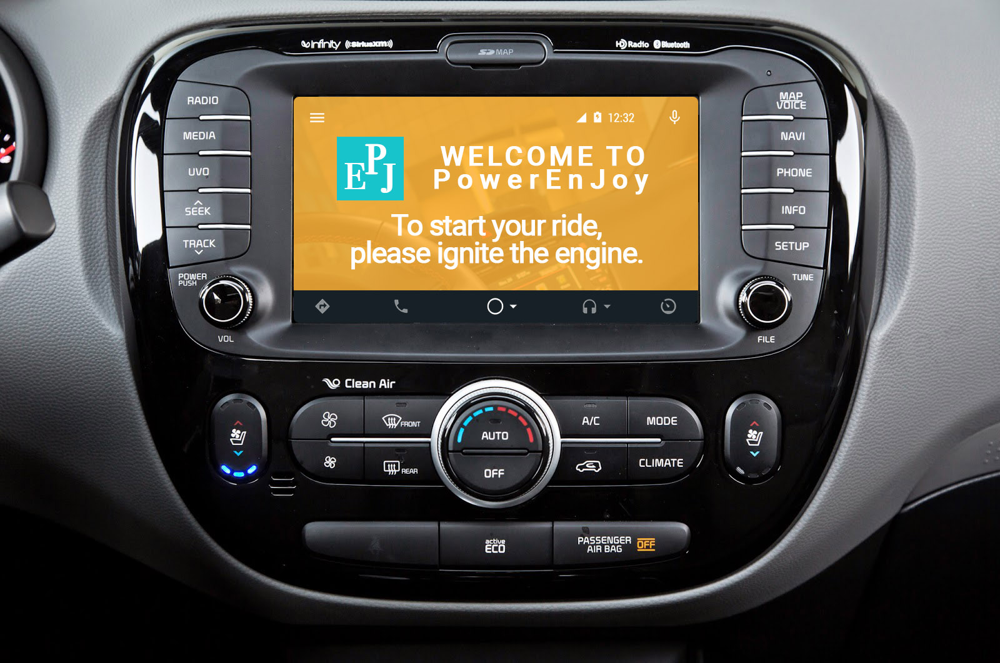 infinity ((SiriusXM))
SD MAP
HD Radio Bluetooth
RADIO
MEDIA
UVO
SEEK
TRACK
POWER
PUSH
VOL
12:32
EPJ
WELCOME TO
PowerEnJoy
To start your ride,
please ignite the engine.
MAP
VOICE
NAVI
PHONE
INFO
SETUP
TUNE
FILE
Clean Air
FRONT
REAR
AUTO
OFF
A/C
MODE
CLIMATE
active
ECO
PASSENGER
AIR BAG OFF